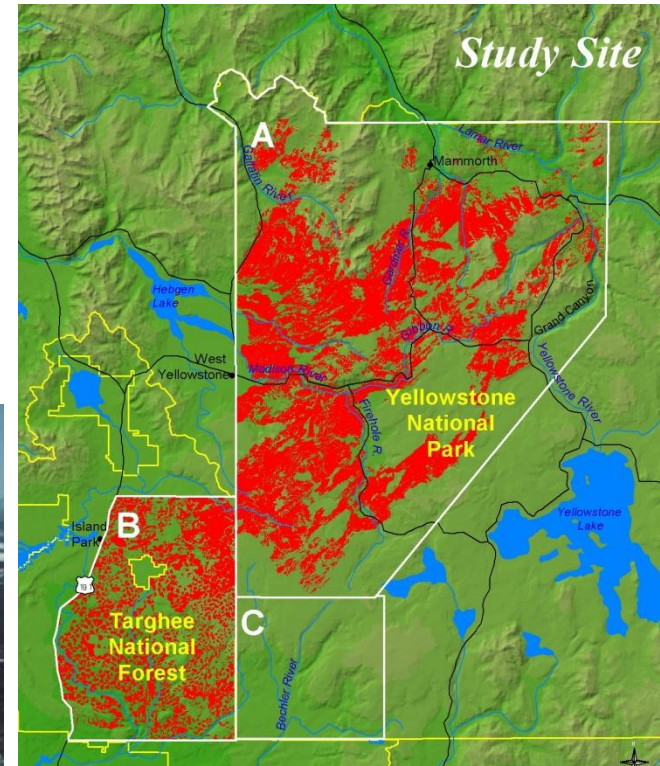 Study Site
A
Lamar River
Mammorth
Gallatin River
Gardner R.
Hebgen
Lake
Grand Canyon
Gibbon R.
West
Yellowstone
Madison River
Yellowstone River
Yellowstone
National
Park
Firehole R.
B
Island
Park
Yellowstone
Lake
C
Targhee
National
Forest
Bechler River
N